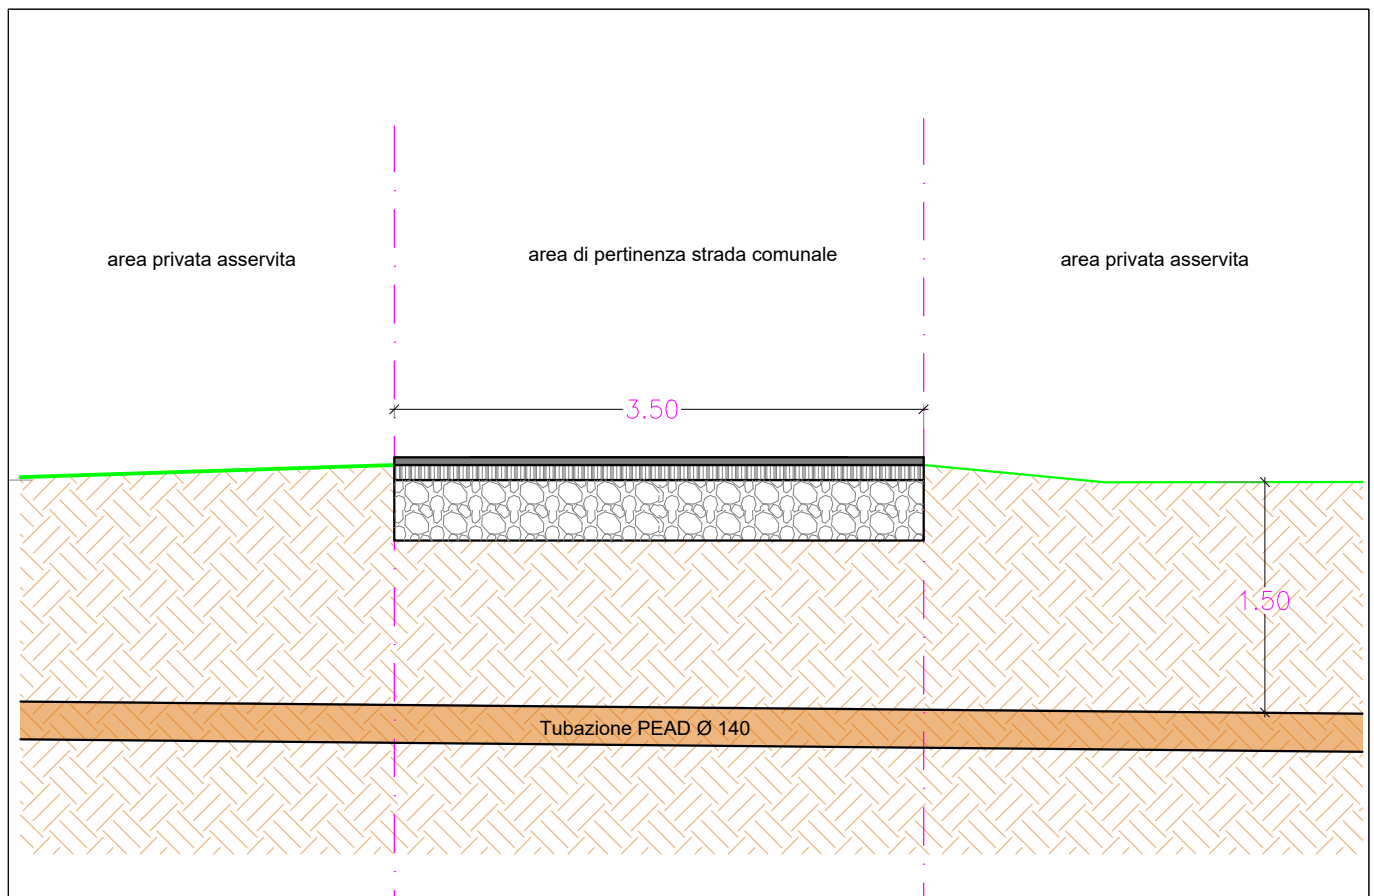 area privata asservita
area di pertinenza strada comunale
area privata asservita
3.50
1.50
Tubazione PEAD Ø 140